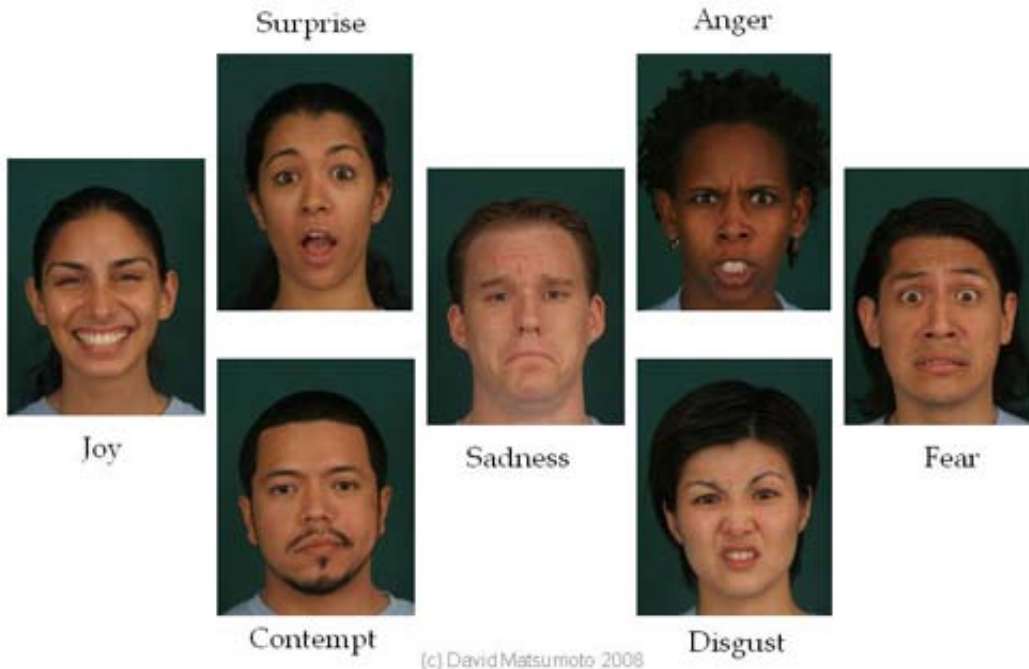 Surprise
Anger
Joy
Sadness
Fear
Contempt
Disgust
(c) David Matsumoto 2008